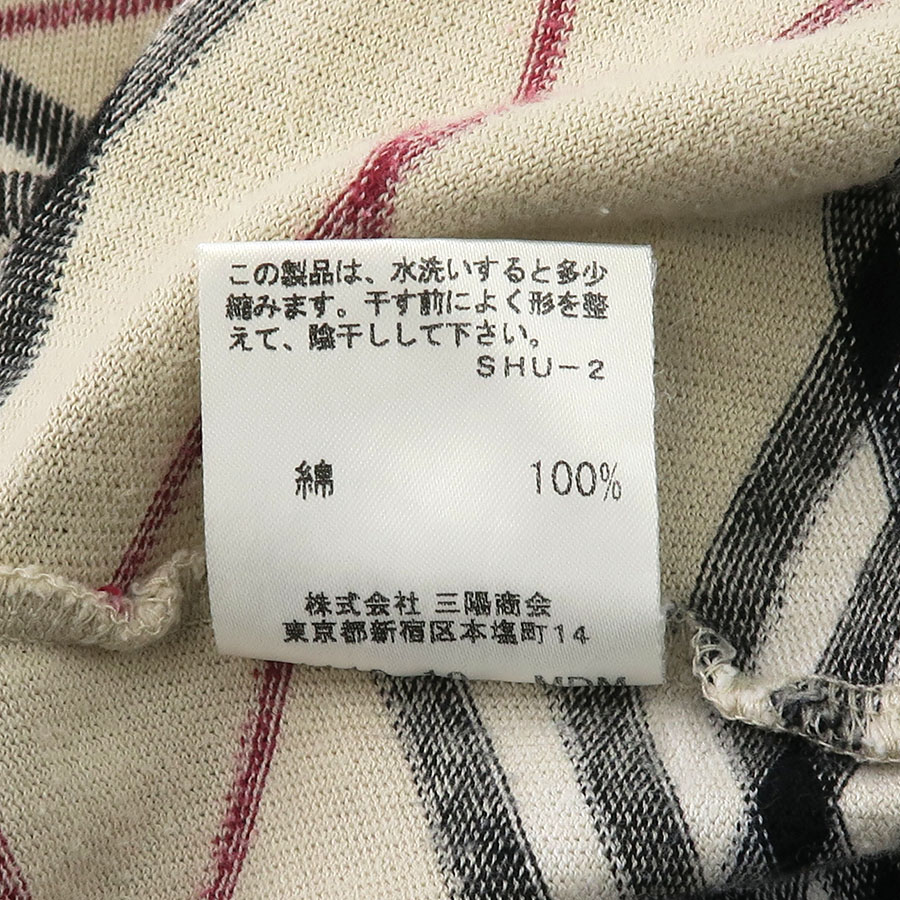 この製品は、水洗いすると多少
縮みます。干す前によく形を整
えて、陰干しして下さい。
SHU-2
綿 100%
株式会社 三陽商会
東京都新宿区本塩町14
MDM